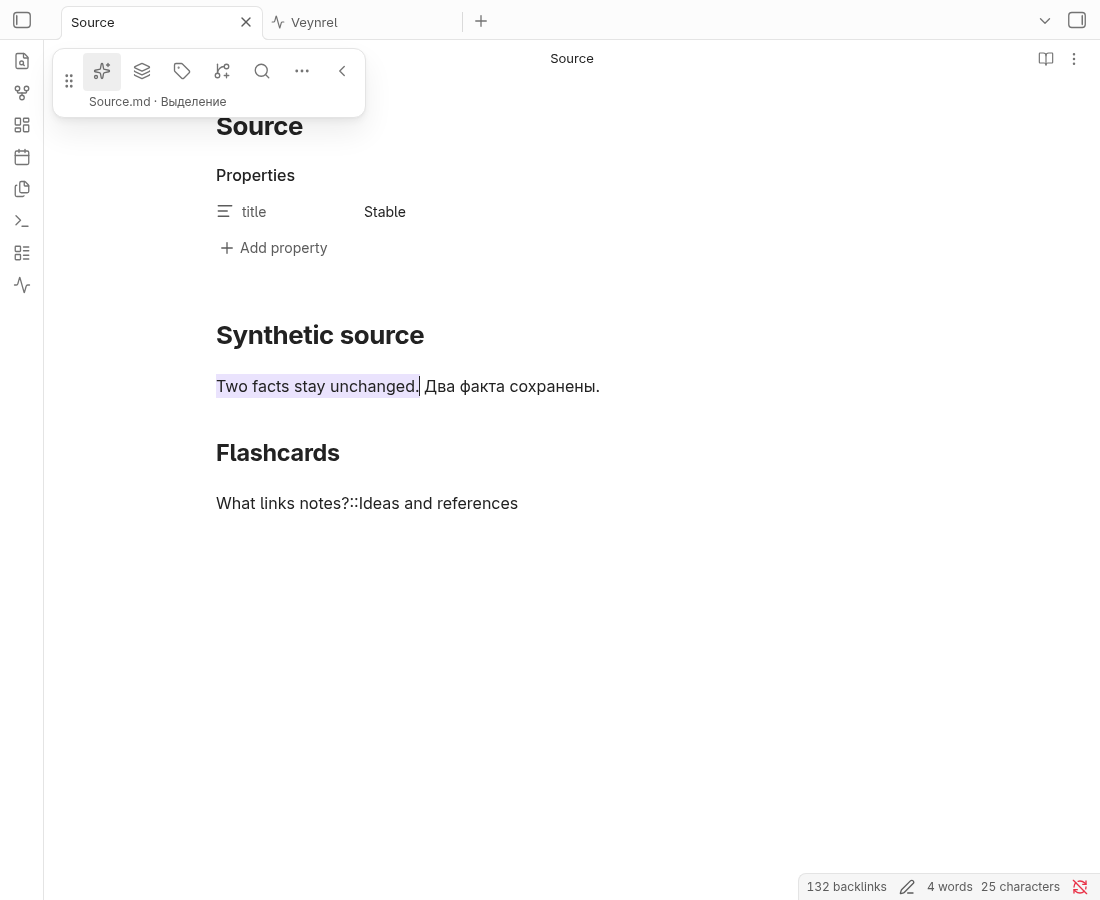 Source
Veynrel
Source
Source.md · Выделение
Source
Properties
title
Stable
Add property
Synthetic source
Two facts stay unchanged. Два факта сохранены.
Flashcards
What links notes?::Ideas and references
132 backlinks
4 words
25 characters